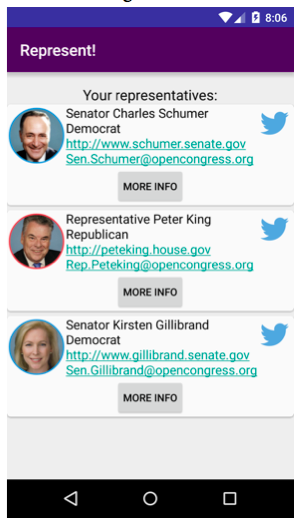 8:06
Represent!
Your representatives:
Senator Charles Schumer
Democrat
http://www.schumer.senate.gov
Sen.Schumer@opencongress.org
MORE INFO
Representative Peter King
Republican
http://peteking.house.gov
Rep.Peteking@opencongress.org
MORE INFO
Senator Kirsten Gillibrand
Democrat
http://www.gillibrand.senate.gov
Sen.Gillibrand@opencongress.org
MORE INFO